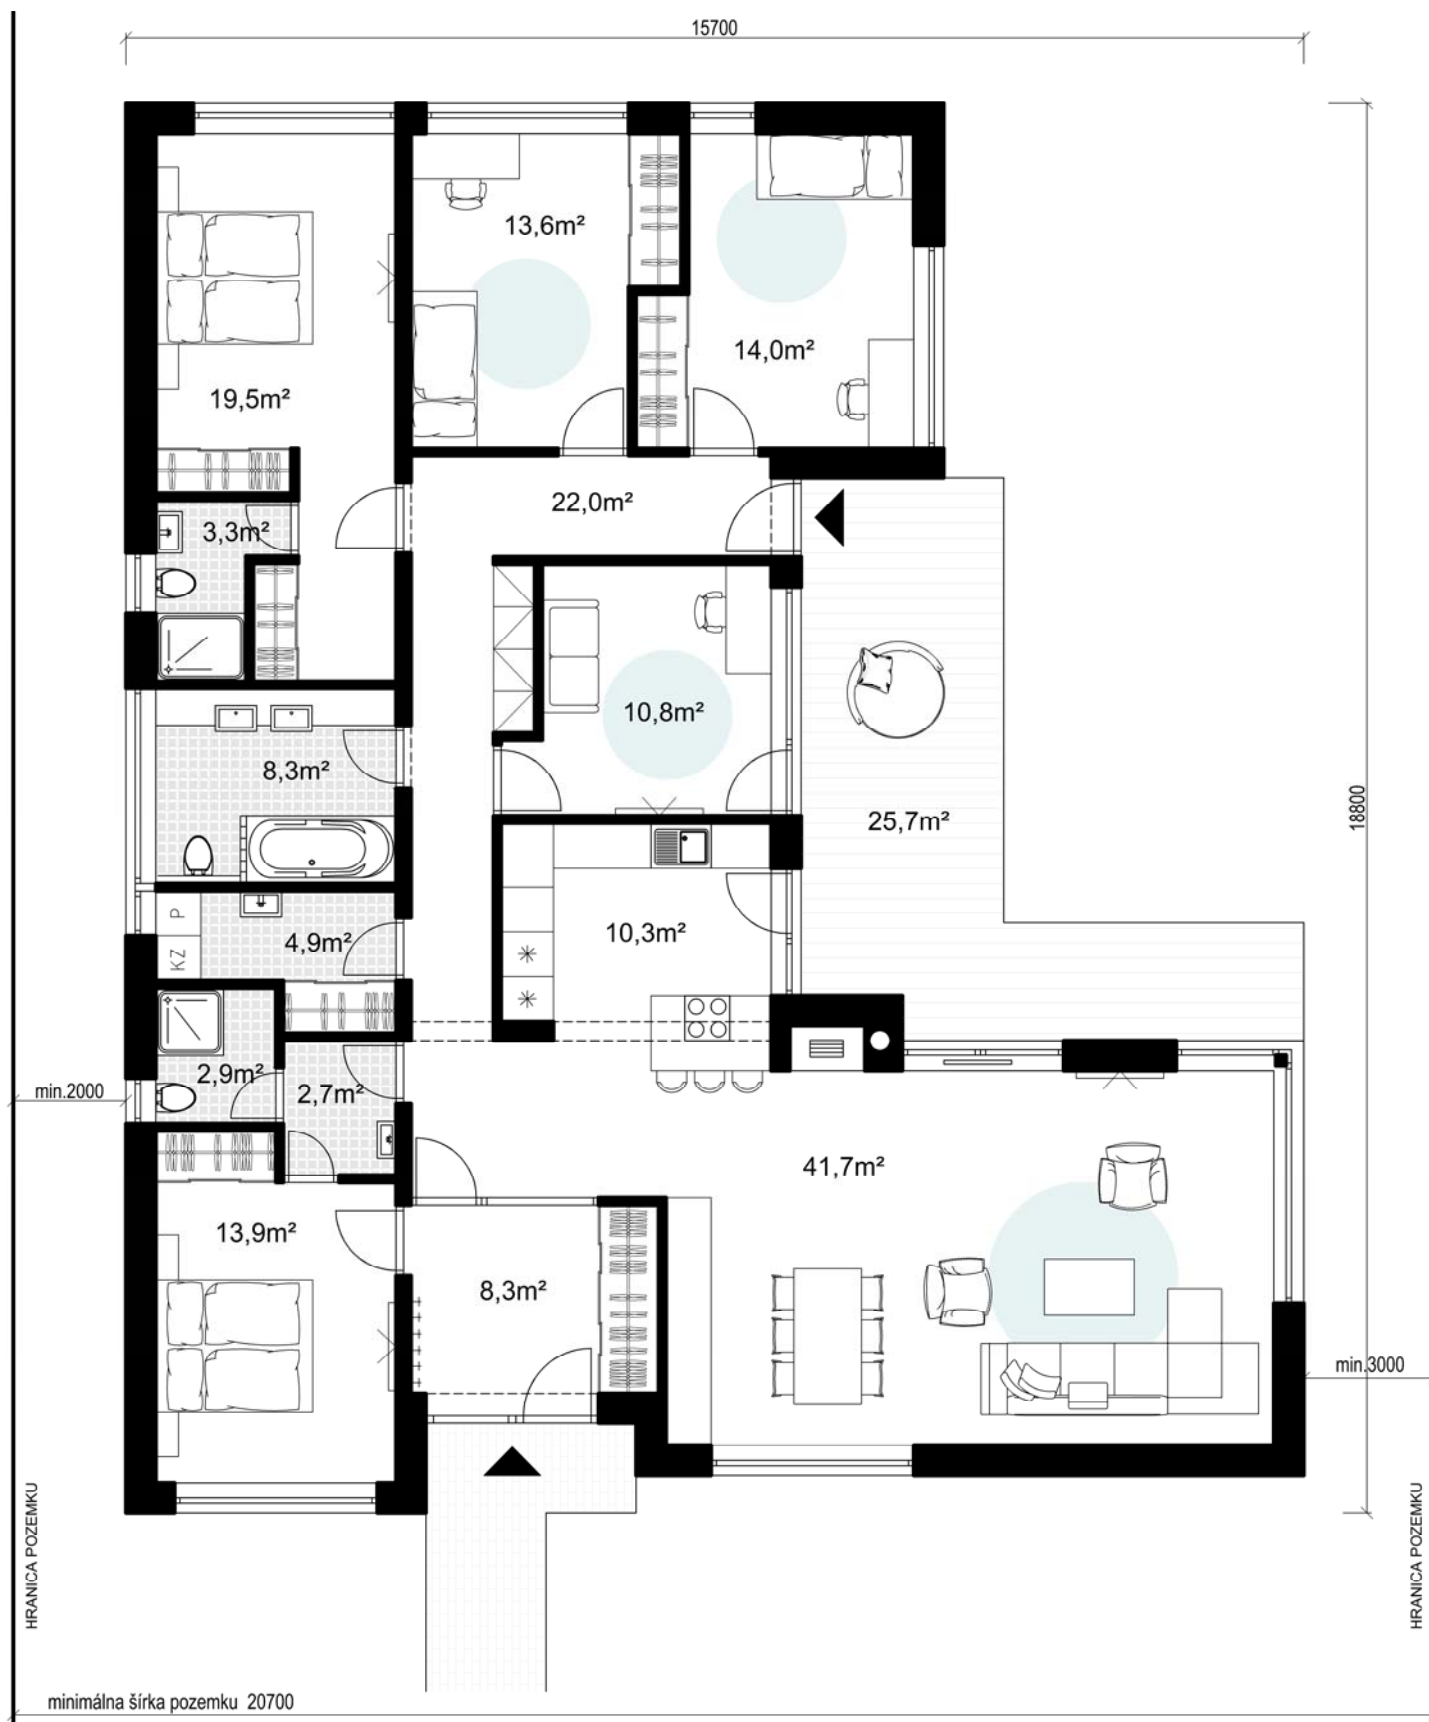 15700
13,6m²
14,0m²
19,5m²
22,0m²
3,3m²
10,8m²
8,3m²
25,7m²
18800
P
KZ
4,9m²
10,3m²
2,9m²
2,7m²
min.2000
41,7m²
13,9m²
8,3m²
min.3000
HRANICA POZEMKU
HRANICA POZEMKU
minimálna šírka pozemku 20700